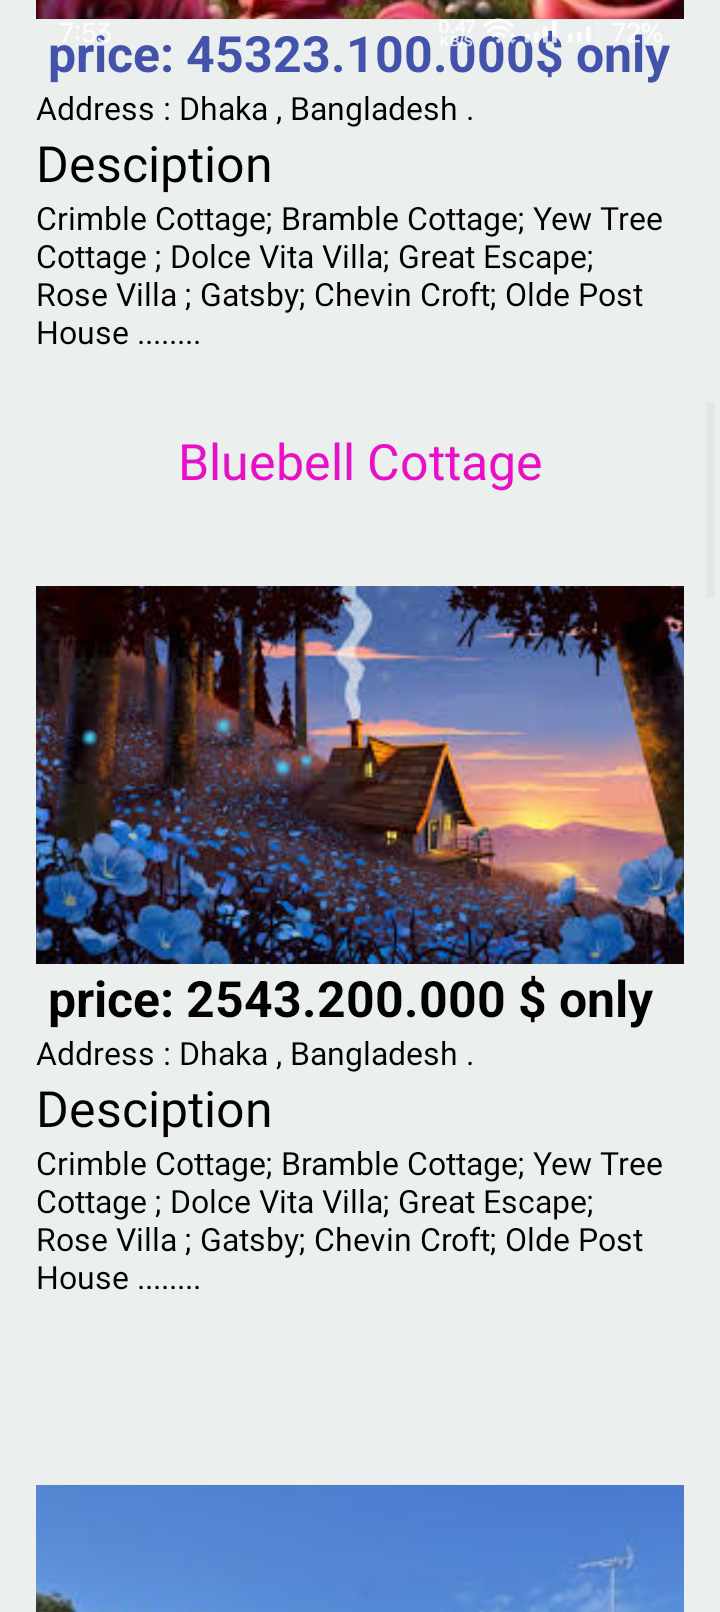 7:53 0.47 KB/S 72%
price: 45323.100.000$ only
Address : Dhaka , Bangladesh .
Desciption
Crimble Cottage; Bramble Cottage; Yew Tree
Cottage ; Dolce Vita Villa; Great Escape;
Rose Villa ; Gatsby; Chevin Croft; Olde Post
House ........
Bluebell Cottage
price: 2543.200.000 $ only
Address : Dhaka , Bangladesh .
Desciption
Crimble Cottage; Bramble Cottage; Yew Tree
Cottage ; Dolce Vita Villa; Great Escape;
Rose Villa ; Gatsby; Chevin Croft; Olde Post
House ........